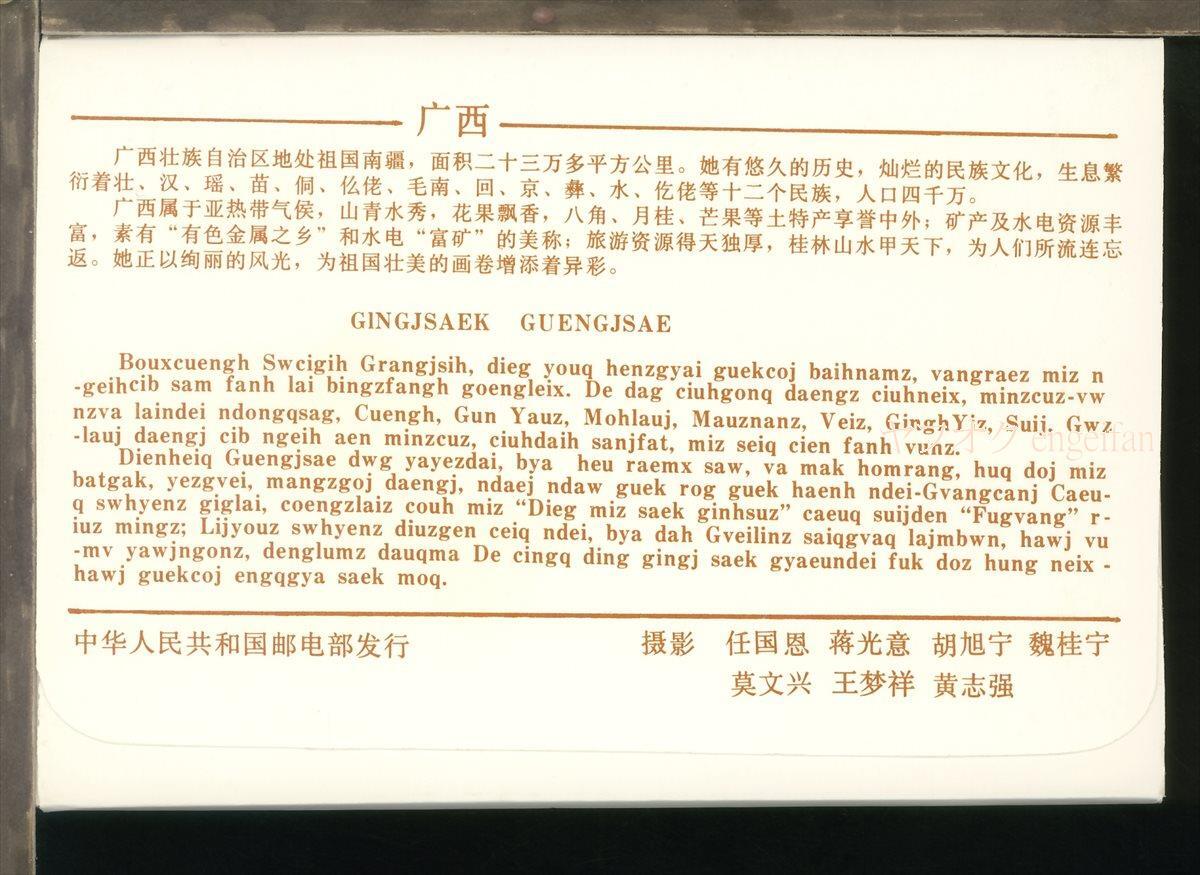 广西
广西壮族自治区地处祖国南疆，面积二十三万多平方公里。她有悠久的历史，灿烂的民族文化，生息繁
衍着壮、汉、瑶、苗、侗、仫佬、毛南、回、京、彝、水、仡佬等十二个民族，人口四千万。
广西属于亚热带气侯，山青水秀，花果飘香，八角、月桂、芒果等土特产享誉中外；矿产及水电资源丰
富，素有“有色金属之乡”和水电“富矿”的美称；旅游资源得天独厚，桂林山水甲天下，为人们所流连忘
返。她正以绚丽的风光，为祖国壮美的画卷增添着异彩。
GINGJSAEK GUENGJSAE
Bouxcuengh Swcigih Grangjsih, dieg youq henzgyai guekcoj baihnamz, vangraez miz n
-geihcib sam fanh lai bingzfangh goengleix. De dag ciuhgonq daengz ciuhneix, minzcuz-vw
nzva laindei ndongqsag, Cuengh, Gun Yauz, Mohlauj, Mauznanz, Veiz, GinghYiz, Suij. Gwz
-lauj daengj cib ngeih aen minzcuz, ciuhdaih sanjfat, miz seiq cien fanh vunz.
Dienheiq Guengjsae dwg yayezdai, bya heu raemx saw, va mak homrang, huq doj miz
batgak, yezgvei, mangzgoj daengj, ndaej ndaw guek rog guek haenh ndei-Gvangcanj Caeu-
q swhyenz giglai, coengzlaiz couh miz “Dieg miz saek ginhsuz” caeuq suijden “Fugvang” r-
iuz mingz; Lijyouz swhyenz diuzgen ceiq ndei, bya dah Gveilinz saiqgvaq lajmbwn, hawj vu
-mv yawjngonz, denglumz dauqma De cingq ding gingj saek gyaeundei fuk doz hung neix -
hawj guekcoj engqgya saek moq.
中华人民共和国邮电部发行
摄影 任国恩 蒋光意 胡旭宁 魏桂宁
莫文兴 王梦祥 黄志强
engelfan